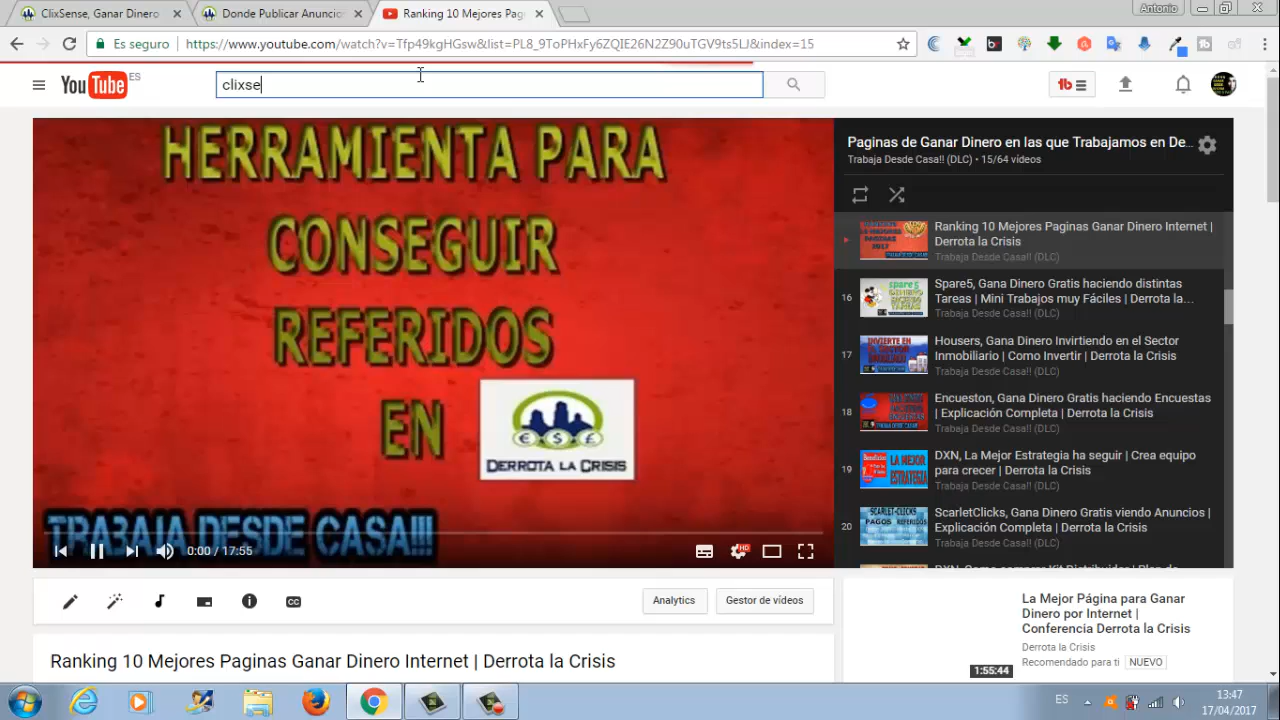 ClixSense, Ganar Dinero
Donde Publicar Anuncio
Ranking 10 Mejores Pag
Antonio
Es seguro
https://www.youtube.com/watch?v=Tfp49kgHGsw&list=PL8_9ToPHxFy6ZQIE26N2Z90uTGV9ts5LJ&index=15
YouTube ES
clixse
HERRAMIENTA PARA
CONSEGUIR
REFERIDOS
EN
DERROTA LA CRISIS
TRABAJA DESDE CASA!!!
0:00 / 17:55
HD
Paginas de Ganar Dinero en las que Trabajamos en De...
Trabaja Desde Casa!! (DLC) • 15/64 vídeos
Ranking 10 Mejores Paginas Ganar Dinero Internet |
Derrota la Crisis
Trabaja Desde Casa!! (DLC)
16
Spare5, Gana Dinero Gratis haciendo distintas
Tareas | Mini Trabajos muy Fáciles | Derrota la...
Trabaja Desde Casa!! (DLC)
17
Housers, Gana Dinero Invirtiendo en el Sector
Inmobiliario | Como Invertir | Derrota la Crisis
Trabaja Desde Casa!! (DLC)
18
Encueston, Gana Dinero Gratis haciendo Encuestas
| Explicación Completa | Derrota la Crisis
Trabaja Desde Casa!! (DLC)
19
DXN, La Mejor Estrategia ha seguir | Crea equipo
para crecer | Derrota la Crisis
Trabaja Desde Casa!! (DLC)
20
ScarletClicks, Gana Dinero Gratis viendo Anuncios |
Explicación Completa | Derrota la Crisis
Trabaja Desde Casa!! (DLC)
Analytics
Gestor de vídeos
Ranking 10 Mejores Paginas Ganar Dinero Internet | Derrota la Crisis
La Mejor Página para Ganar
Dinero por Internet |
Conferencia Derrota la Crisis
Derrota la Crisis
Recomendado para ti NUEVO
1:55:44
ES
13:47
17/04/2017